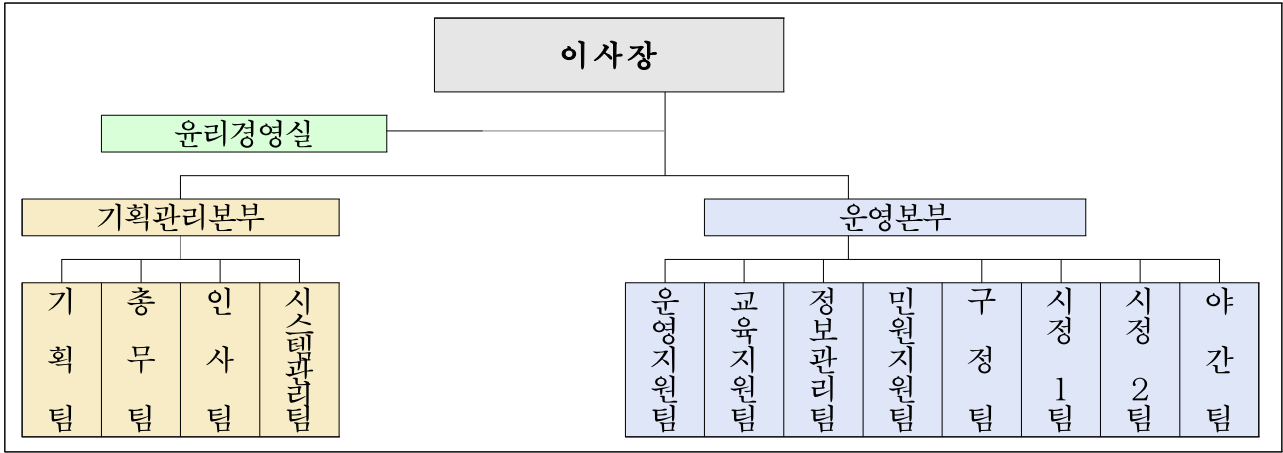 이사장
윤리경영실
기획관리본부
운영본부
기획팀
총무팀
인사팀
시스템관리팀
운영지원팀
교육지원팀
정보관리팀
민원지원팀
구정팀
시정1팀
시정2팀
야간팀